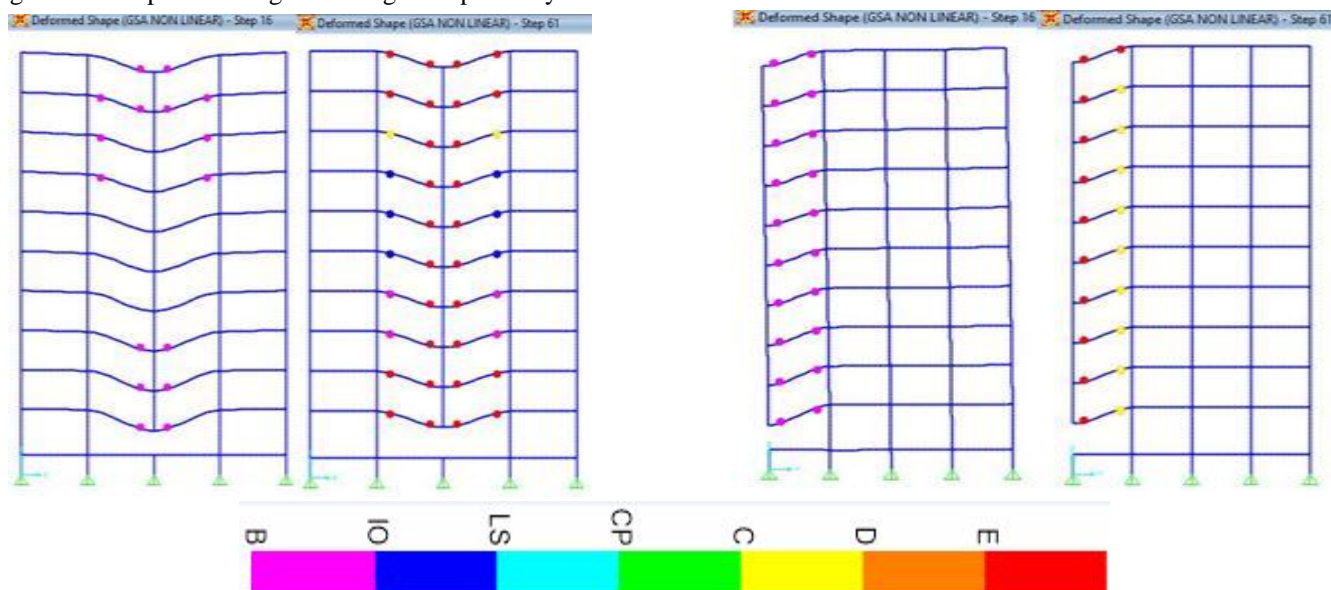 Deformed Shape (GSA NON LINEAR) - Step 16
Deformed Shape (GSA NON LINEAR) - Step 61
Deformed Shape (GSA NON LINEAR) - Step 16
Deformed Shape (GSA NON LINEAR) - Step 61
B
IO
LS
CP
C
D
E